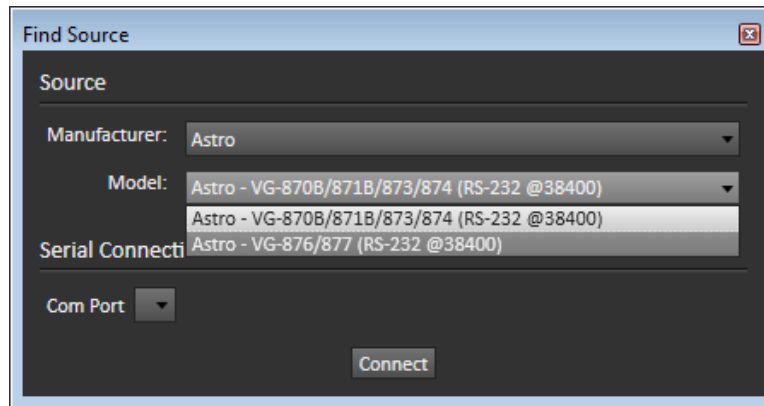 Find Source
Source
Manufacturer: Astro
Model: Astro - VG-870B/871B/873/874 (RS-232 @38400)
Astro - VG-870B/871B/873/874 (RS-232 @38400)
Astro - VG-876/877 (RS-232 @38400)
Serial Connecti
Com Port
Connect